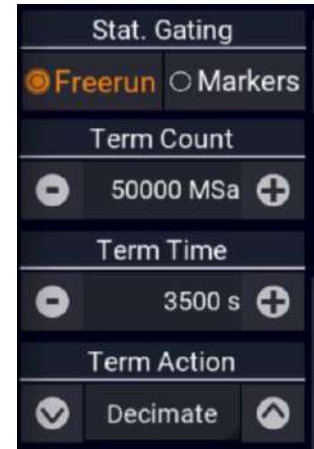 Stat. Gating
Freerun Markers
Term Count
50000 MSa
Term Time
3500 s
Term Action
Decimate